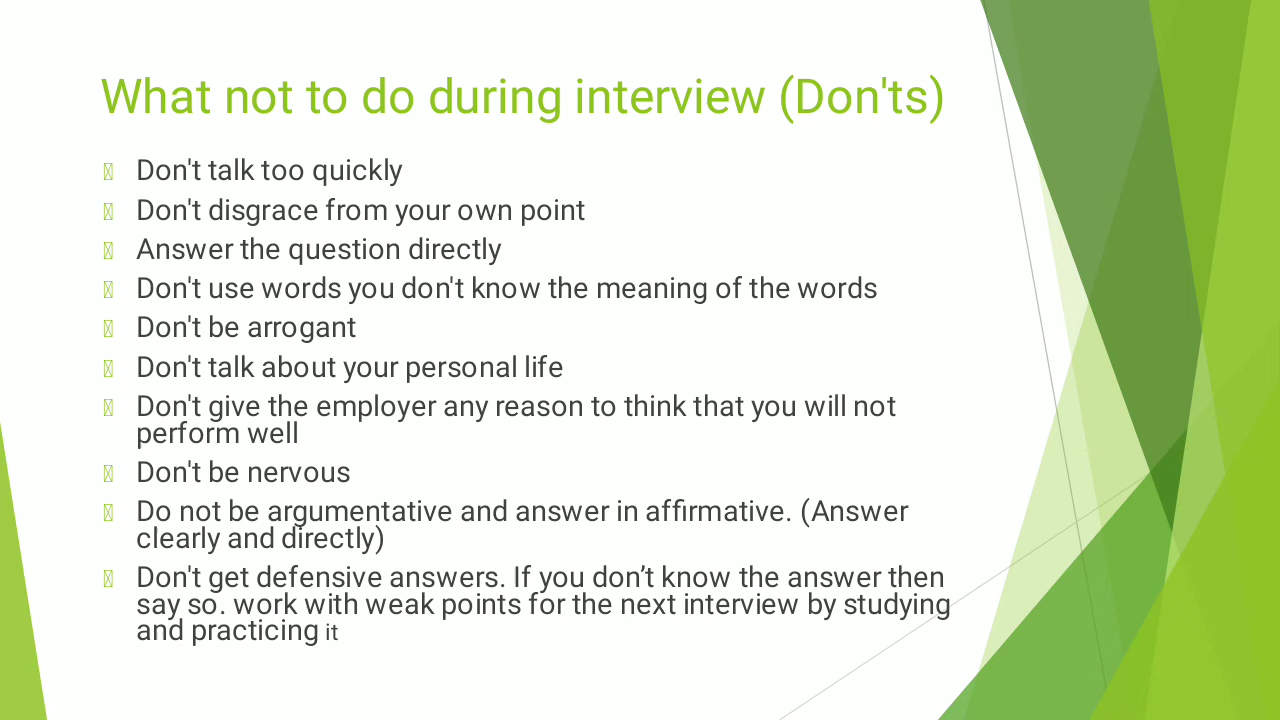 What not to do during interview (Don'ts)
Don't talk too quickly
Don't disgrace from your own point
Answer the question directly
Don't use words you don't know the meaning of the words
Don't be arrogant
Don't talk about your personal life
Don't give the employer any reason to think that you will not
perform well
Don't be nervous
Do not be argumentative and answer in affirmative. (Answer
clearly and directly)
Don't get defensive answers. If you don’t know the answer then
say so. work with weak points for the next interview by studying
and practicing it